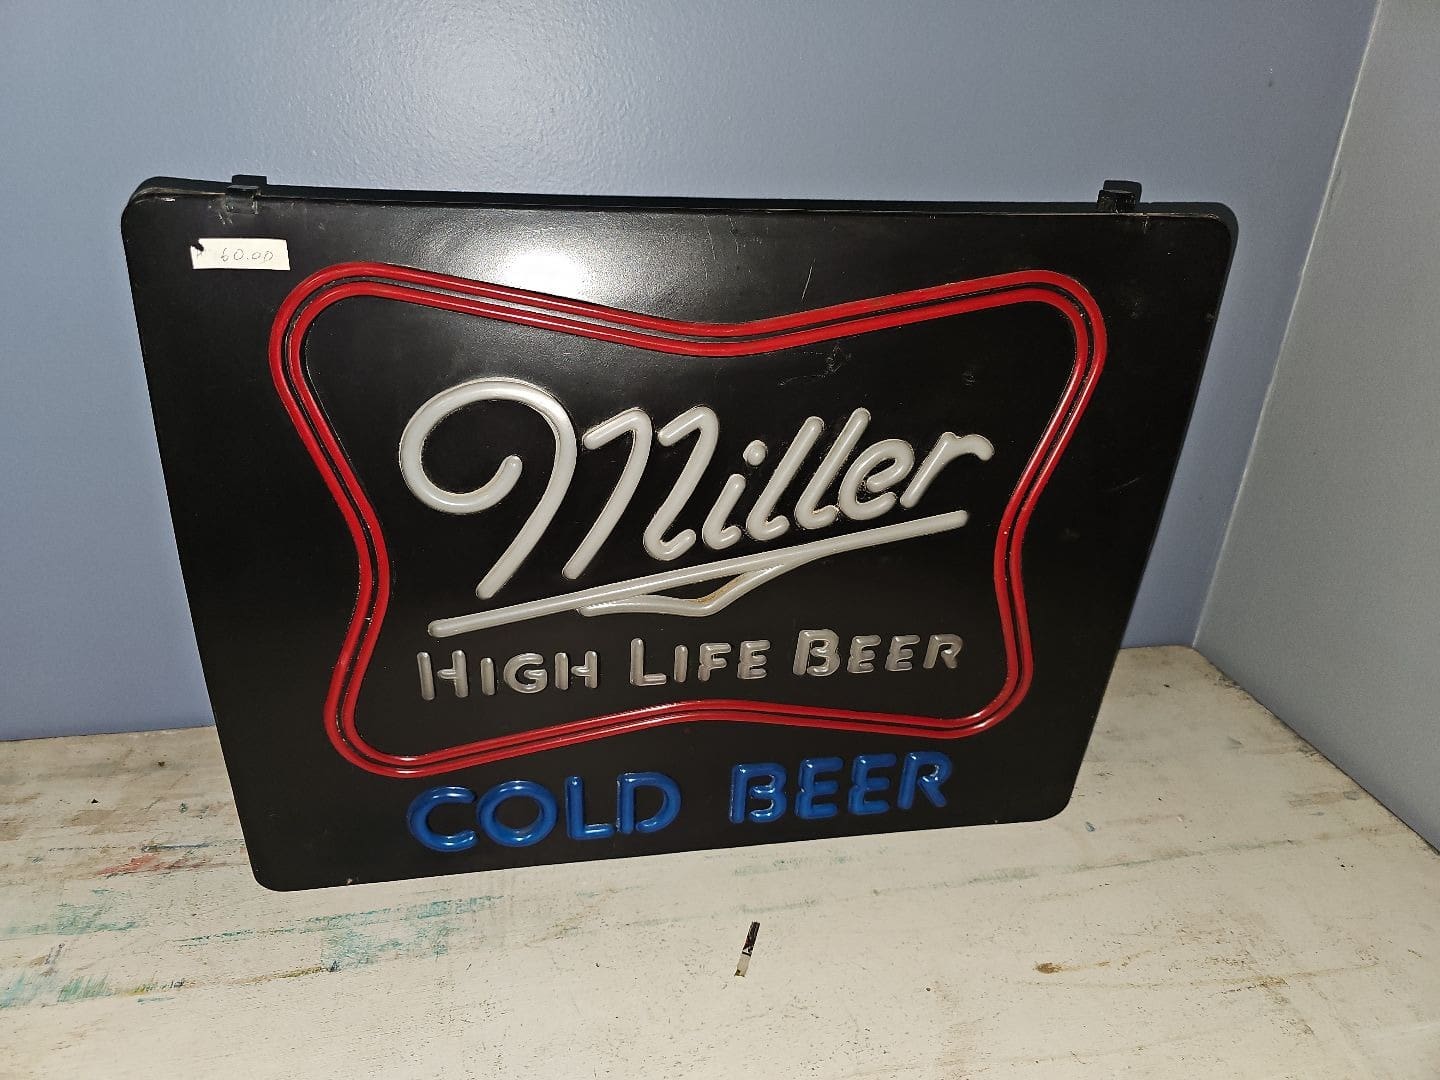 60.00
Miller
HIGH LIFE BEER
COLD BEER